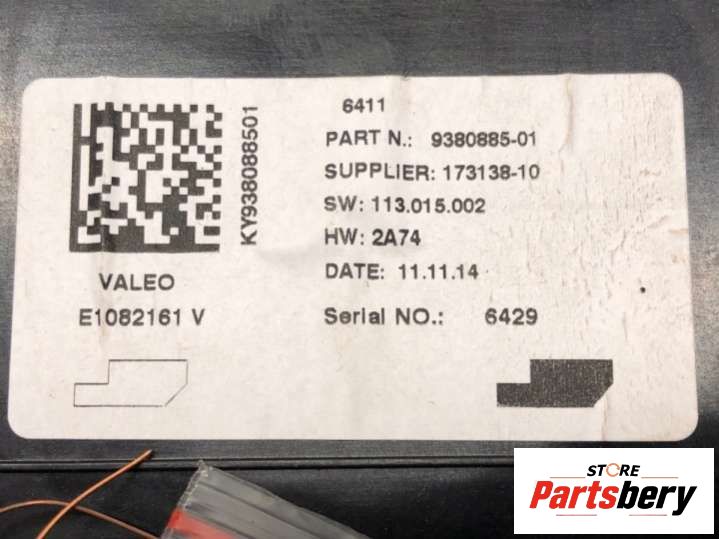 6411
PART N.: 9380885-01
SUPPLIER: 173138-10
SW: 113.015.002
HW: 2A74
DATE: 11.11.14
Serial NO.: 6429
KY938088501
VALEO
E1082161 V
STORE
Partsbery